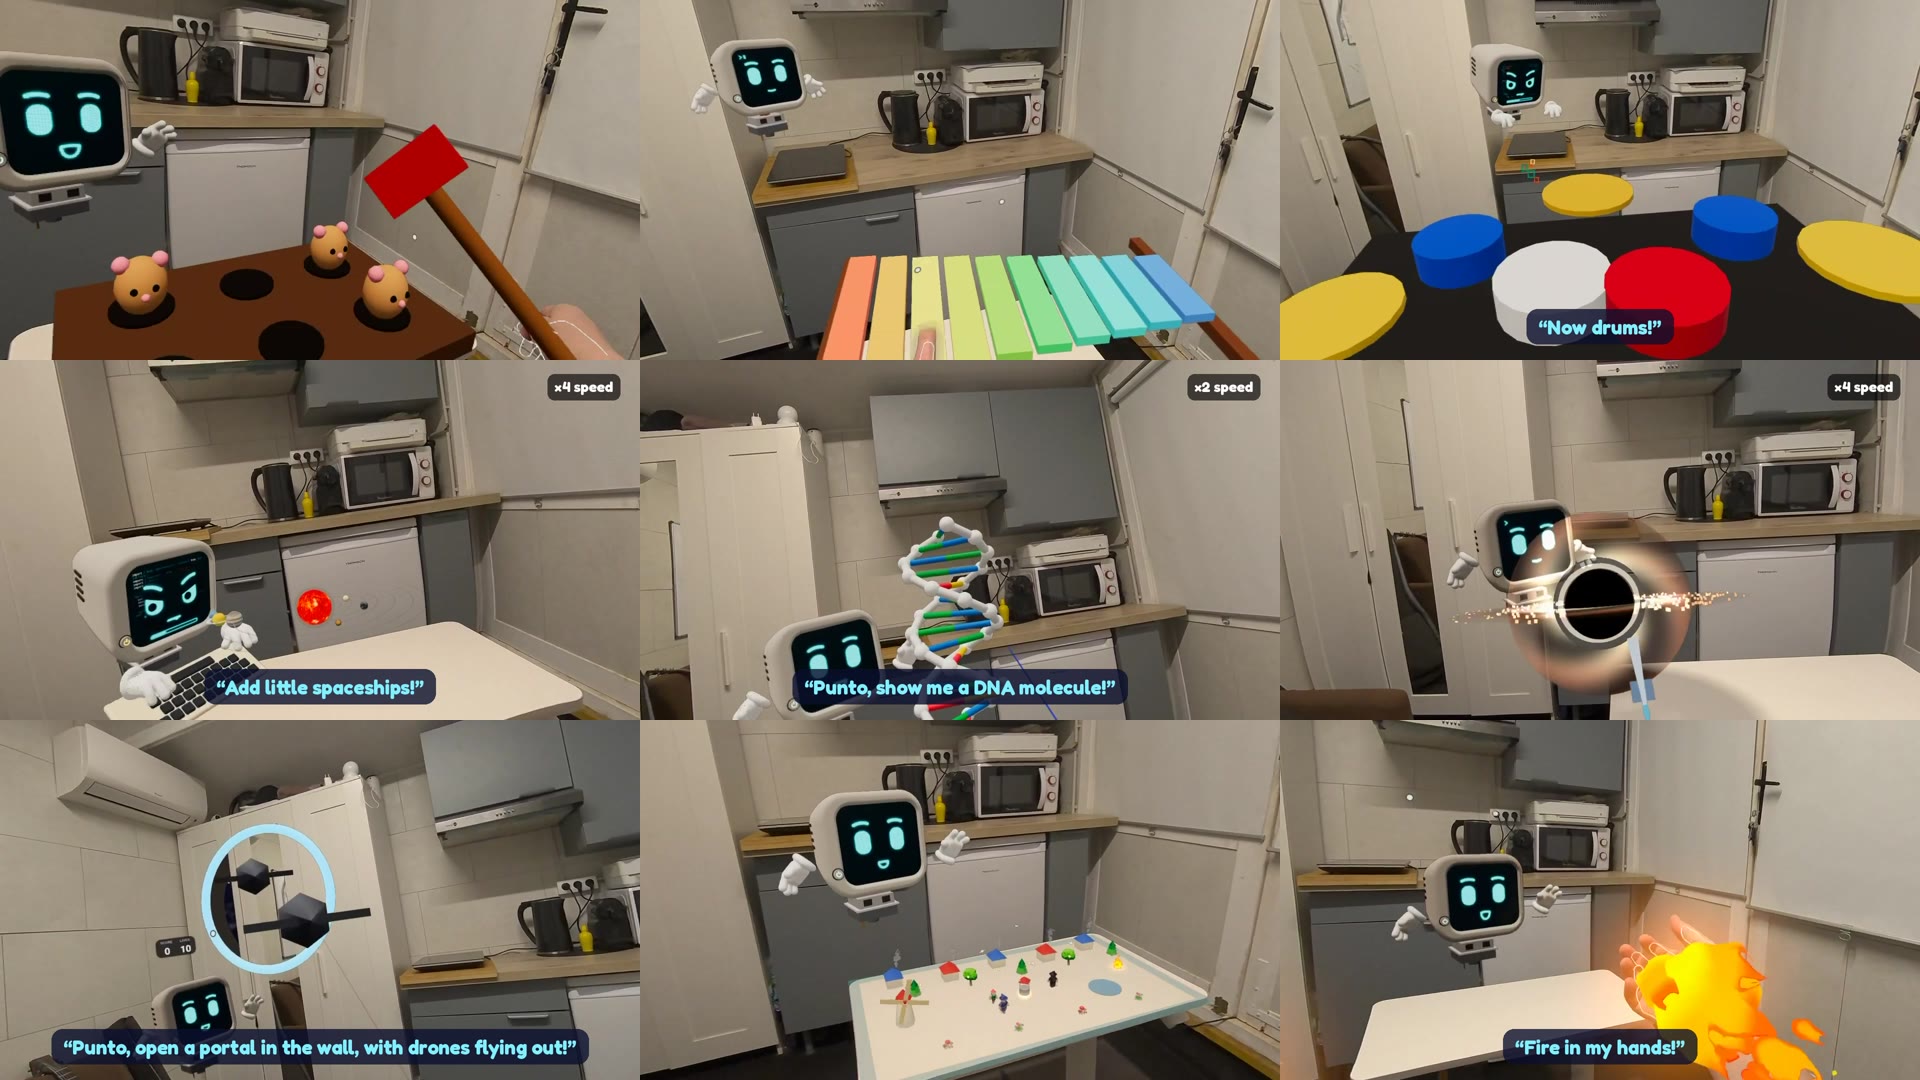 “Now drums!”
x4 speed
“Add little spaceships!”
x2 speed
“Punto, show me a DNA molecule!”
x4 speed
0 10
“Punto, open a portal in the wall, with drones flying out!”
“Fire in my hands!”